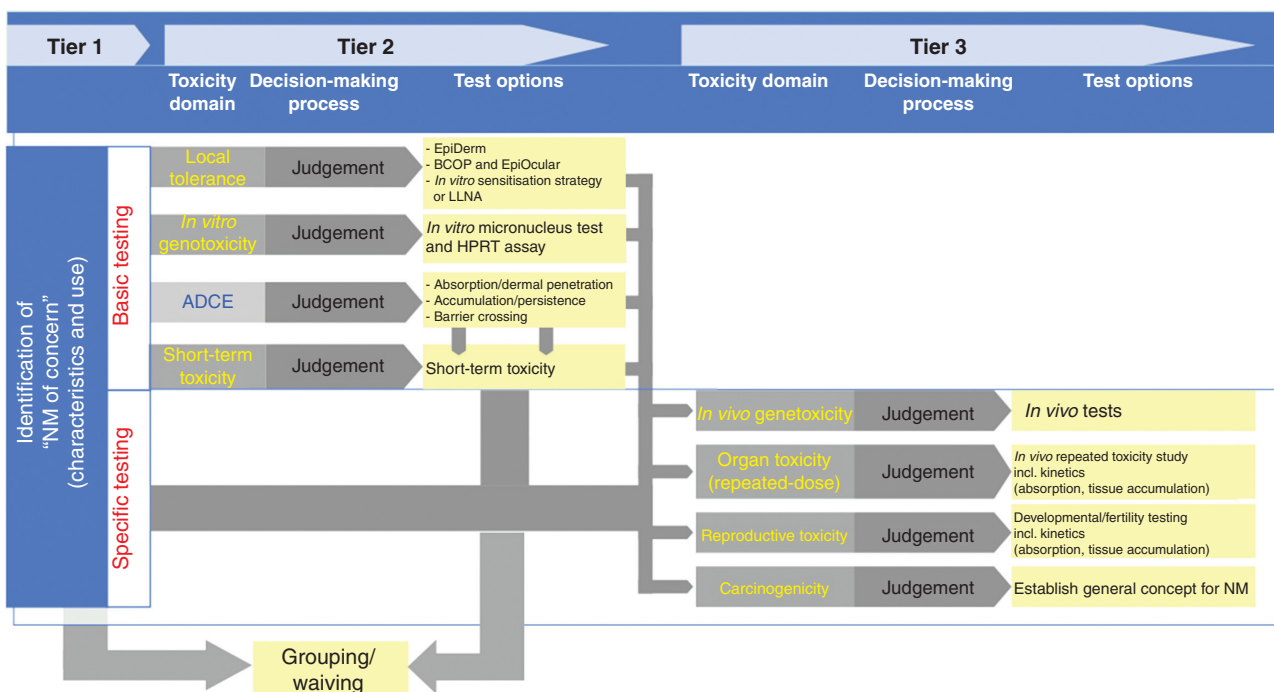 Tier 1
Tier 2
Tier 3
Toxicity
domain
Decision-making
process
Test options
Toxicity domain
Decision-making
process
Test options
Identification of
“NM of concern”
(characteristics and use)
Basic testing
Local
tolerance
Judgement
- EpiDerm
- BCOP and EpiOcular
- In vitro sensitisation strategy
or LLNA
In vitro
genotoxicity
Judgement
In vitro micronucleus test
and HPRT assay
ADCE
Judgement
- Absorption/dermal penetration
- Accumulation/persistence
- Barrier crossing
Short-term
toxicity
Judgement
Short-term toxicity
Specific testing
In vivo genetoxicity
Judgement
In vivo tests
Organ toxicity
(repeated-dose)
Judgement
In vivo repeated toxicity study
incl. kinetics
(absorption, tissue accumulation)
Reproductive toxicity
Judgement
Developmental/fertility testing
incl. kinetics
(absorption, tissue accumulation)
Carcinogenicity
Judgement
Establish general concept for NM
Grouping/
waiving